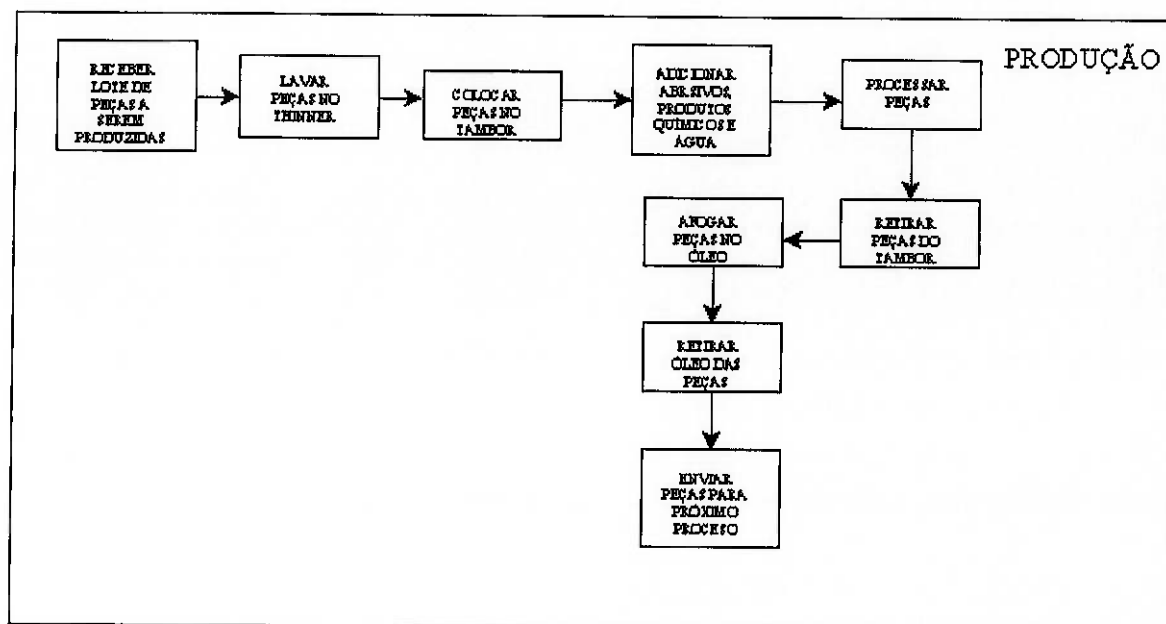 PRODUÇÃO
RECEBER
LOTE DE
PEÇAS A
SEREM
PRODUZIDAS
LAVAR
PEÇAS NO
THINNER
COLOCAR
PEÇAS NO
TAMBOR
ADICIONAR
ABRSIVOS,
PRODUTOS
QUÍMICOS E
ÁGUA
PROCESSAR
PEÇAS
RETIRAR
PEÇAS DO
TAMBOR
AFOGAR
PEÇAS NO
ÓLEO
RETIRAR
ÓLEO DAS
PEÇAS
ENVIAR
PEÇAS PARA
PRÓXIMO
PROCESO